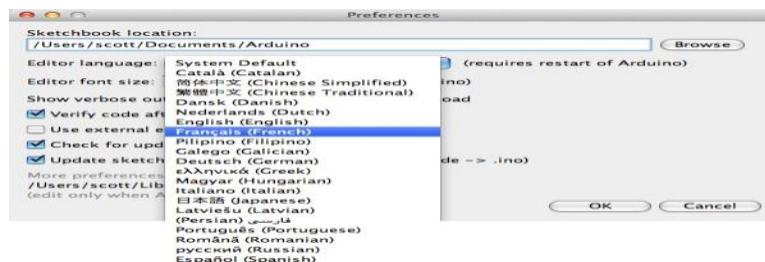 Preferences
Sketchbook location:
/Users/scott/Documents/Arduino
Browse
Editor language:
(requires restart of Arduino)
Editor font size:
ino)
Show verbose ou
oad
Verify code aft
Use external e
Check for upd
Update sketch
de -> .ino)
More preferences
/Users/scott/Lib
(edit only when A
System Default
Català (Catalan)
简体中文 (Chinese Simplified)
繁體中文 (Chinese Traditional)
Dansk (Danish)
Nederlands (Dutch)
English (English)
Français (French)
Pilipino (Filipino)
Galego (Galician)
Deutsch (German)
ελληνικά (Greek)
Magyar (Hungarian)
Italiano (Italian)
日本語 (Japanese)
Latviešu (Latvian)
(Persian) فارسی
Português (Portuguese)
Română (Romanian)
русский (Russian)
Español (Spanish)
OK
Cancel